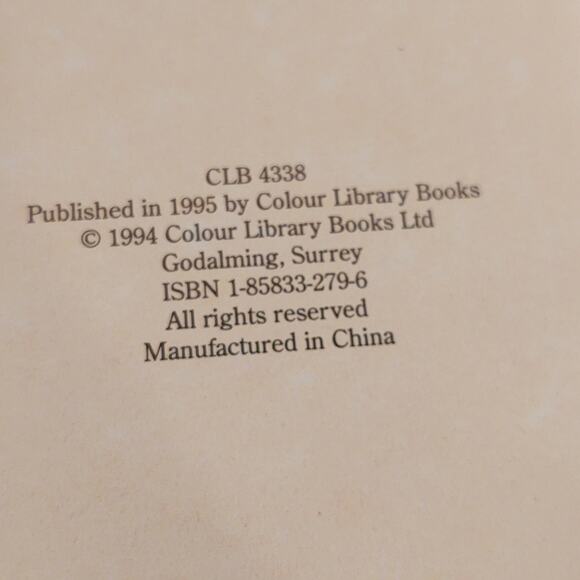 CLB 4338
Published in 1995 by Colour Library Books
© 1994 Colour Library Books Ltd
Godalming, Surrey
ISBN 1-85833-279-6
All rights reserved
Manufactured in China